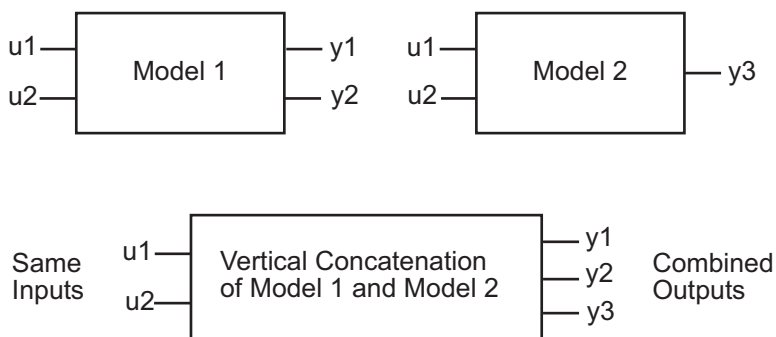 u1
u2
Model 1
y1
y2
u1
u2
Model 2
y3
Same
Inputs
u1
u2
Vertical Concatenation
of Model 1 and Model 2
y1
y2
y3
Combined
Outputs